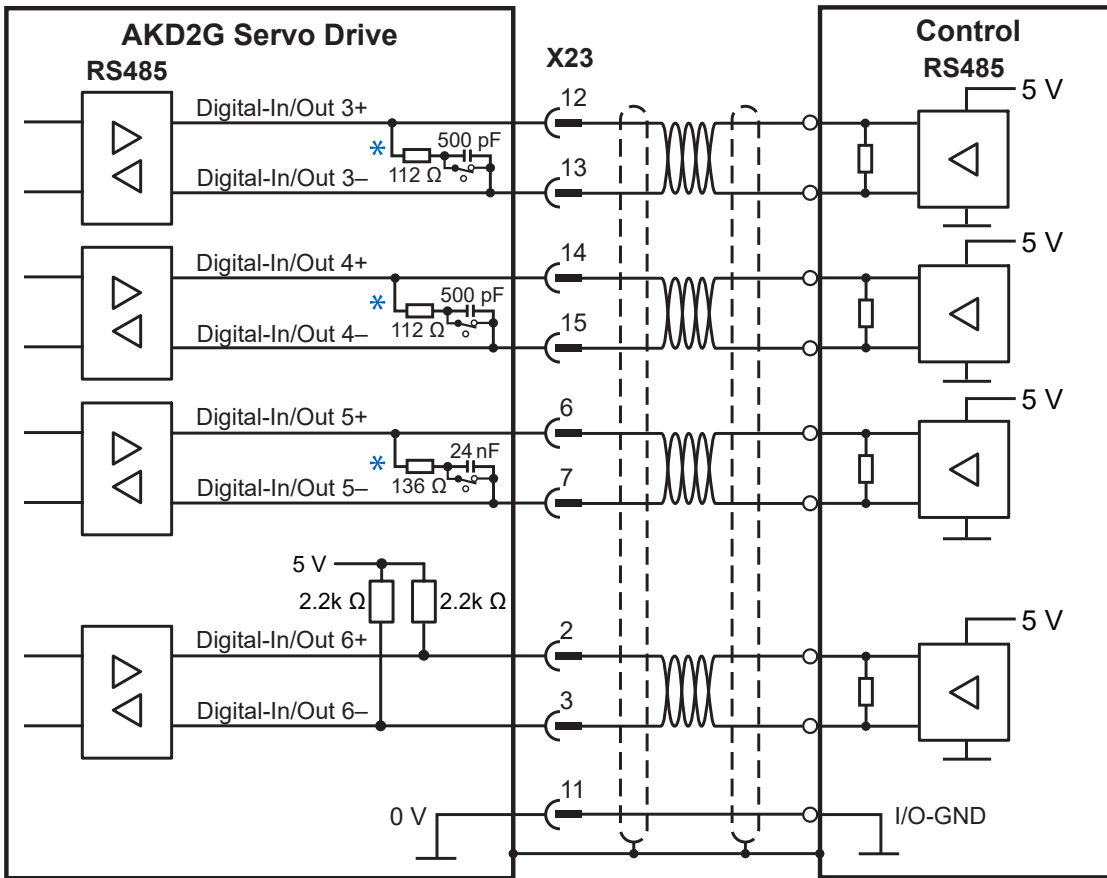 AKD2G Servo Drive
RS485
X23
Control
RS485
Digital-In/Out 3+
12
5 V
*
500 pF
112 Ω
Digital-In/Out 3–
13
Digital-In/Out 4+
14
5 V
*
500 pF
112 Ω
Digital-In/Out 4–
15
Digital-In/Out 5+
6
5 V
*
24 nF
136 Ω
Digital-In/Out 5–
7
5 V
2.2k Ω
2.2k Ω
Digital-In/Out 6+
2
5 V
Digital-In/Out 6–
3
11
0 V
I/O-GND